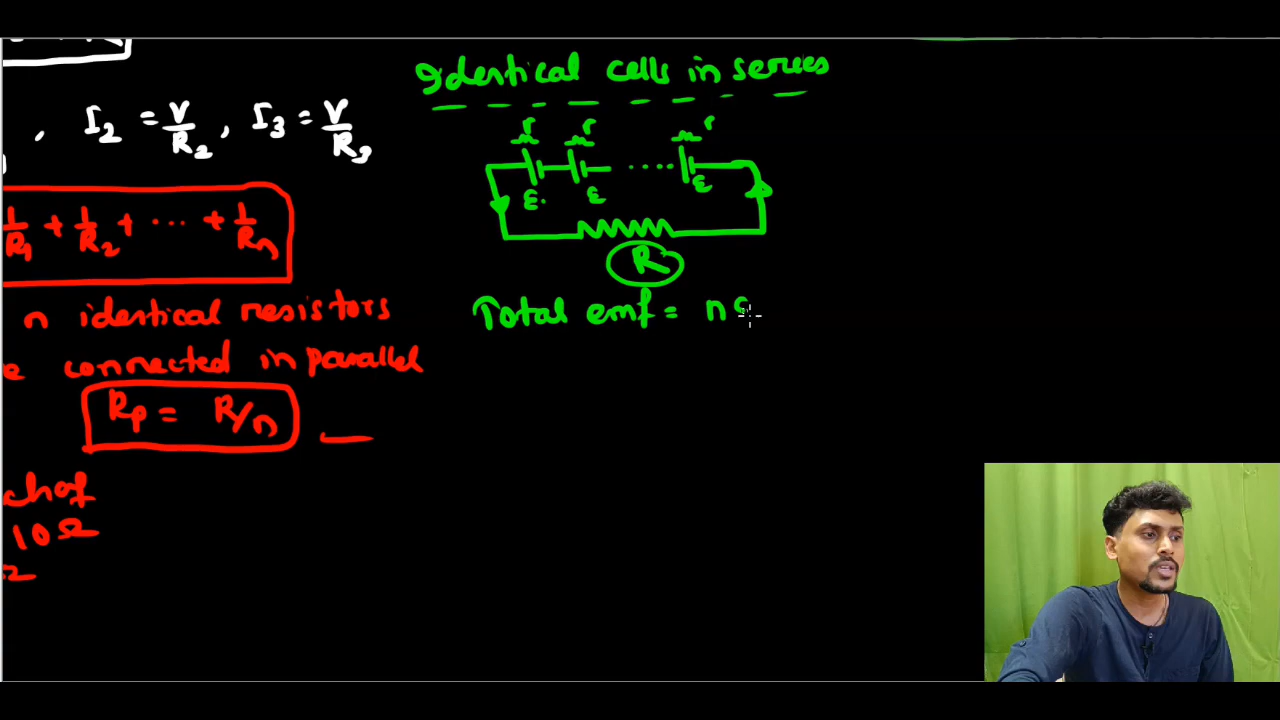 , I₂ = V/R₂ , I₃ = V/R₃
1/R₁ + 1/R₂ + ... + 1/Rₙ
n identical resistors
connected in parallel
Rp = R/n
10Ω
Identical cells in series
r r r
ε ε ε
R
Total emf = n